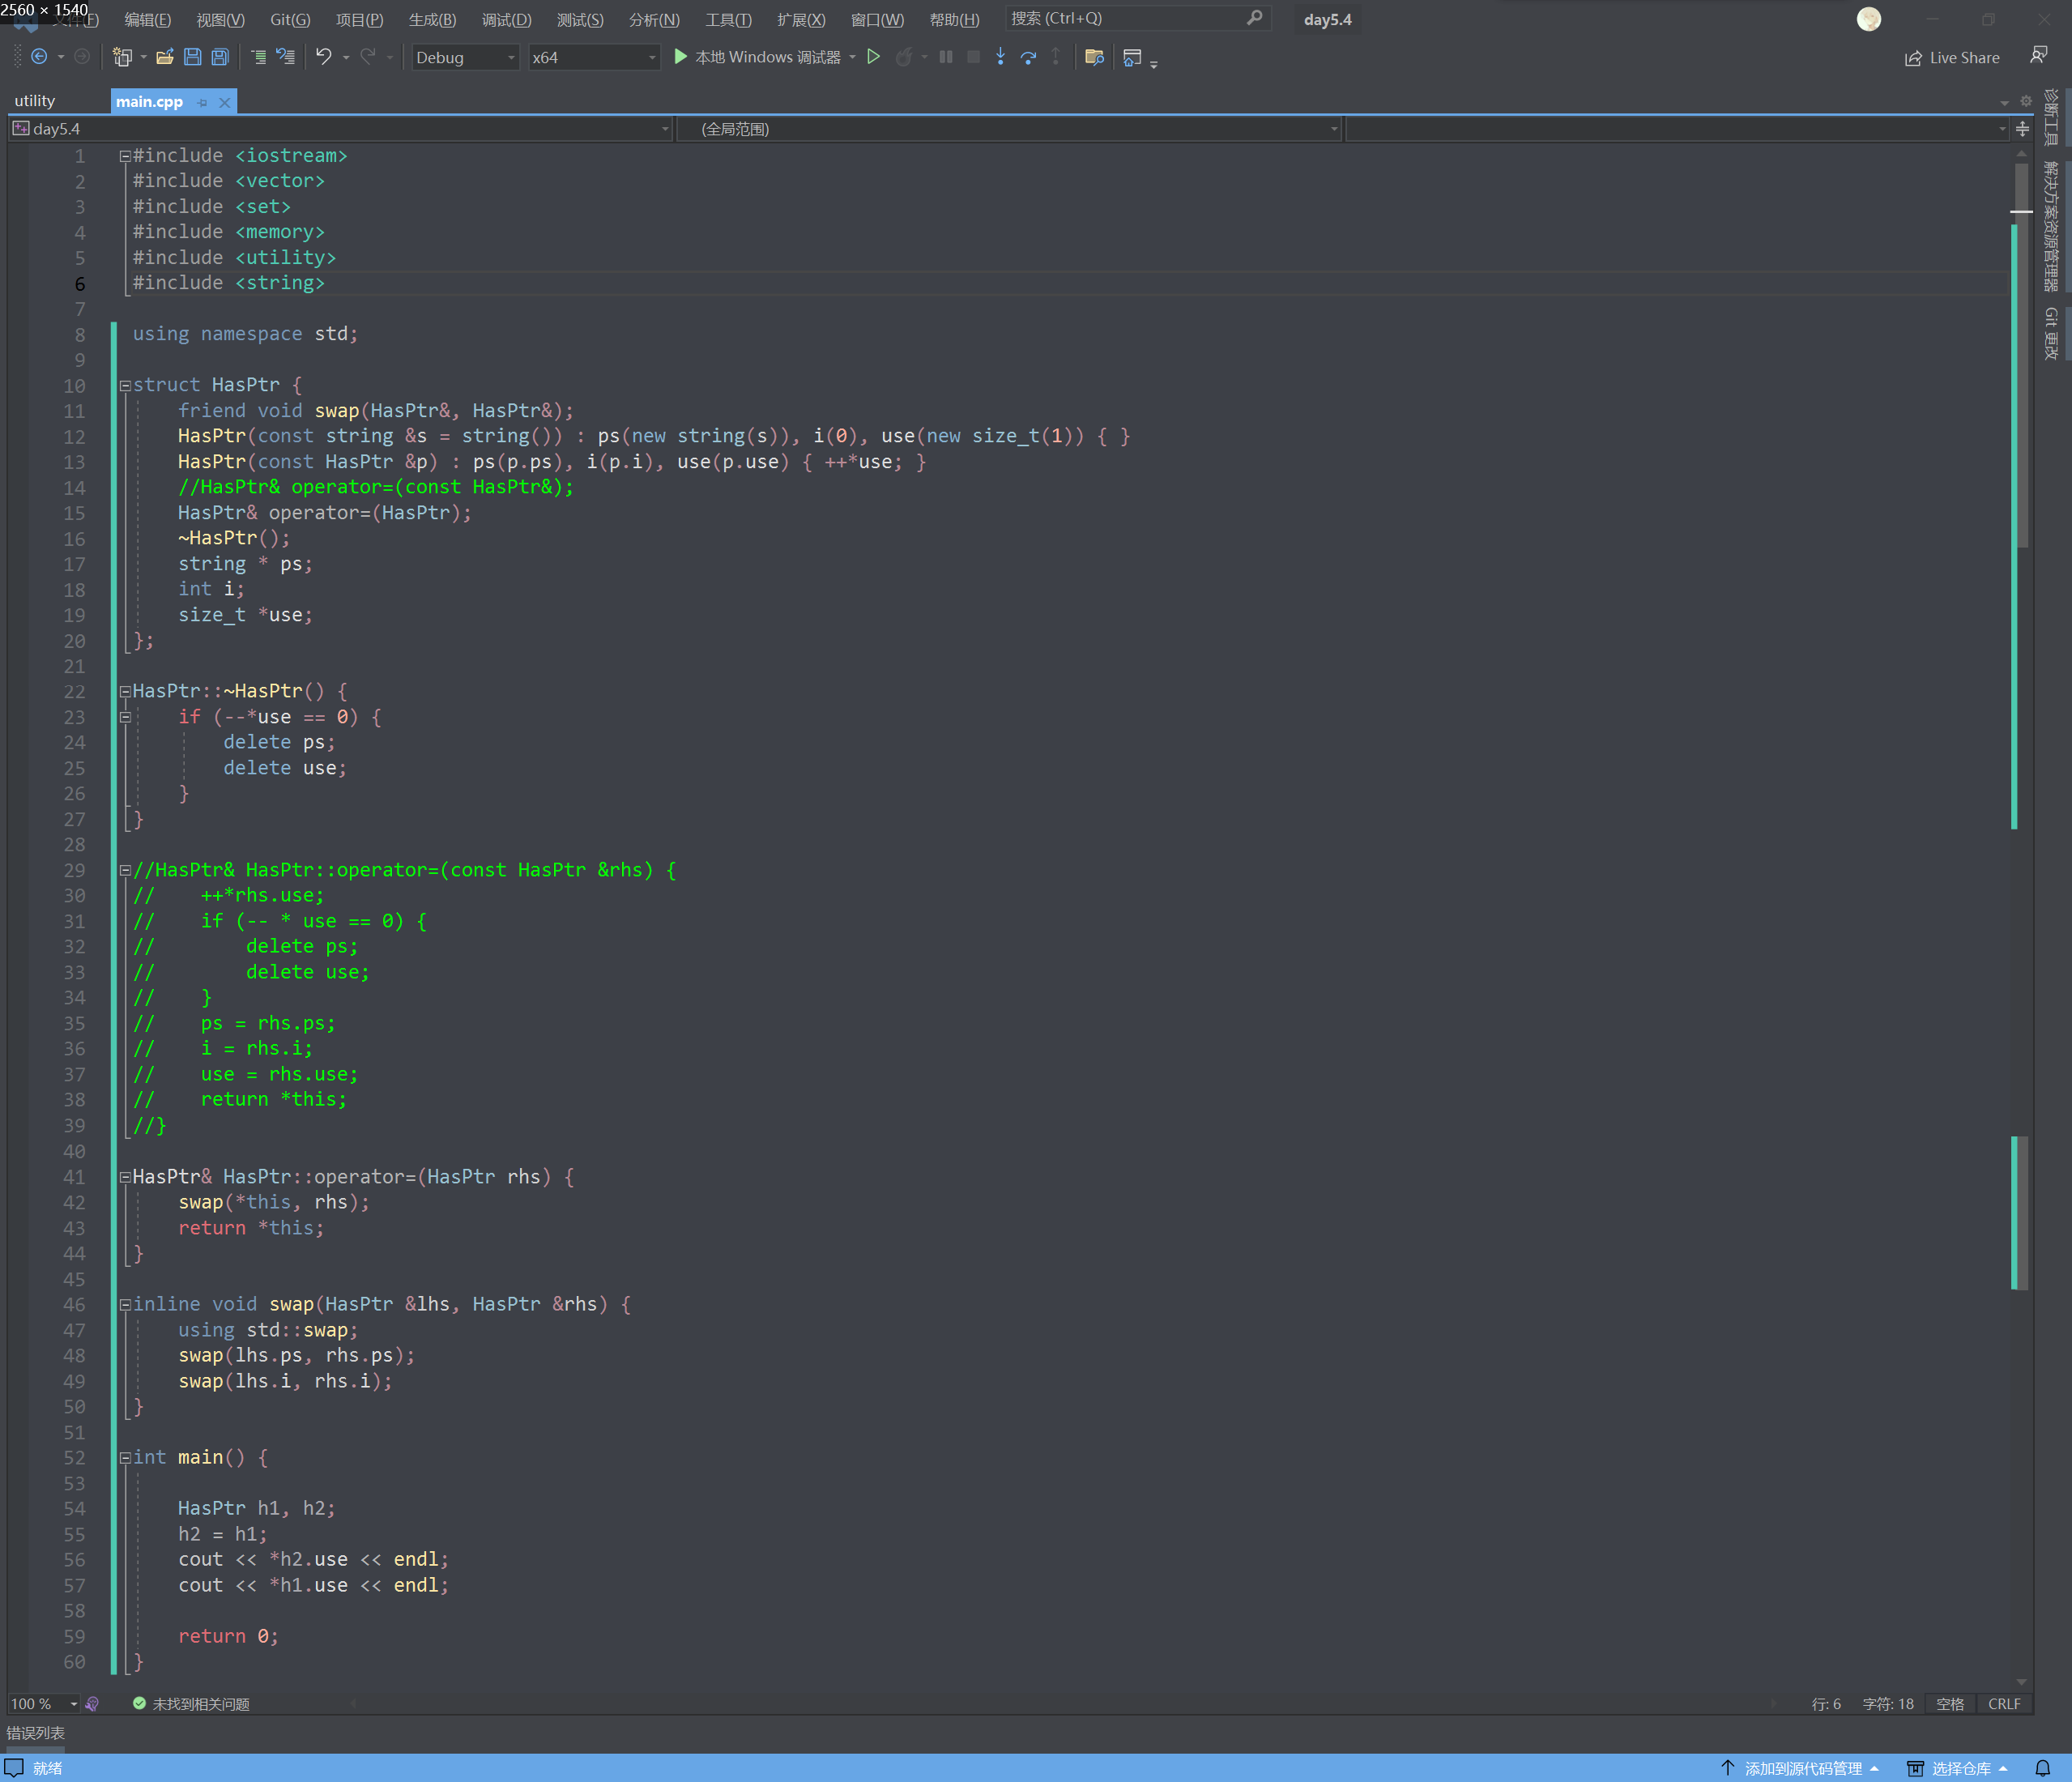 2560 × 1540
文件(F) 编辑(E) 视图(V) Git(G) 项目(P) 生成(B) 调试(D) 测试(S) 分析(N) 工具(T) 扩展(X) 窗口(W) 帮助(H) 搜索 (Ctrl+Q) day5.4
Debug x64 本地 Windows 调试器 Live Share
utility main.cpp
day5.4 (全局范围)
诊断工具
解决方案资源管理器
Git 更改
1 #include <iostream>
2 #include <vector>
3 #include <set>
4 #include <memory>
5 #include <utility>
6 #include <string>
7
8 using namespace std;
9
10 struct HasPtr {
11     friend void swap(HasPtr&, HasPtr&);
12     HasPtr(const string &s = string()) : ps(new string(s)), i(0), use(new size_t(1)) { }
13     HasPtr(const HasPtr &p) : ps(p.ps), i(p.i), use(p.use) { ++*use; }
14     //HasPtr& operator=(const HasPtr&);
15     HasPtr& operator=(HasPtr);
16     ~HasPtr();
17     string * ps;
18     int i;
19     size_t *use;
20 };
21
22 HasPtr::~HasPtr() {
23     if (--*use == 0) {
24         delete ps;
25         delete use;
26     }
27 }
28
29 //HasPtr& HasPtr::operator=(const HasPtr &rhs) {
30 //    ++*rhs.use;
31 //    if (-- * use == 0) {
32 //        delete ps;
33 //        delete use;
34 //    }
35 //    ps = rhs.ps;
36 //    i = rhs.i;
37 //    use = rhs.use;
38 //    return *this;
39 //}
40
41 HasPtr& HasPtr::operator=(HasPtr rhs) {
42     swap(*this, rhs);
43     return *this;
44 }
45
46 inline void swap(HasPtr &lhs, HasPtr &rhs) {
47     using std::swap;
48     swap(lhs.ps, rhs.ps);
49     swap(lhs.i, rhs.i);
50 }
51
52 int main() {
53
54     HasPtr h1, h2;
55     h2 = h1;
56     cout << *h2.use << endl;
57     cout << *h1.use << endl;
58
59     return 0;
60 }
100 % 未找到相关问题 行: 6 字符: 18 空格 CRLF
错误列表
就绪 添加到源代码管理 选择仓库